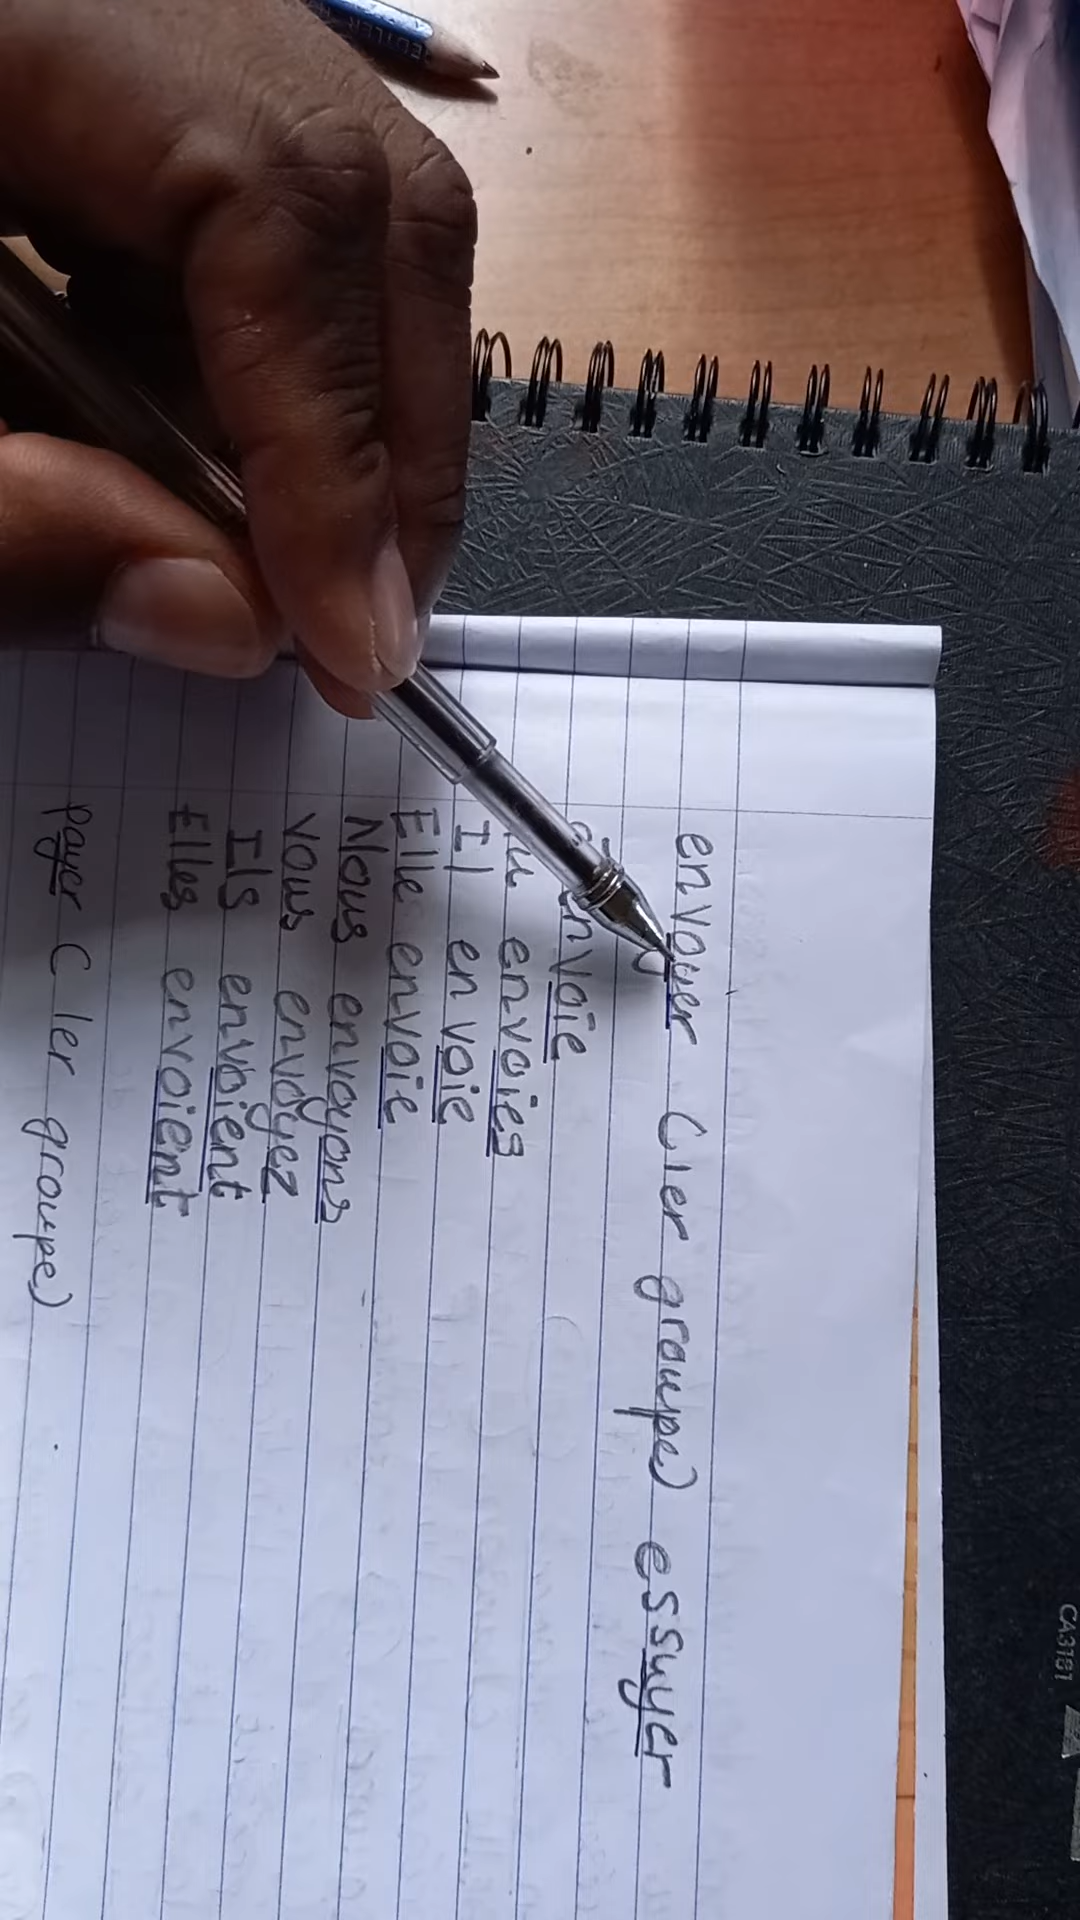 envoyer (1er groupe) essuyer
envoie
Tu envoies
Il envoie
Elle envoie
Nous envoyons
Vous envoyez
Ils envoient
Elles envoient
payer (1er groupe)
CA3161